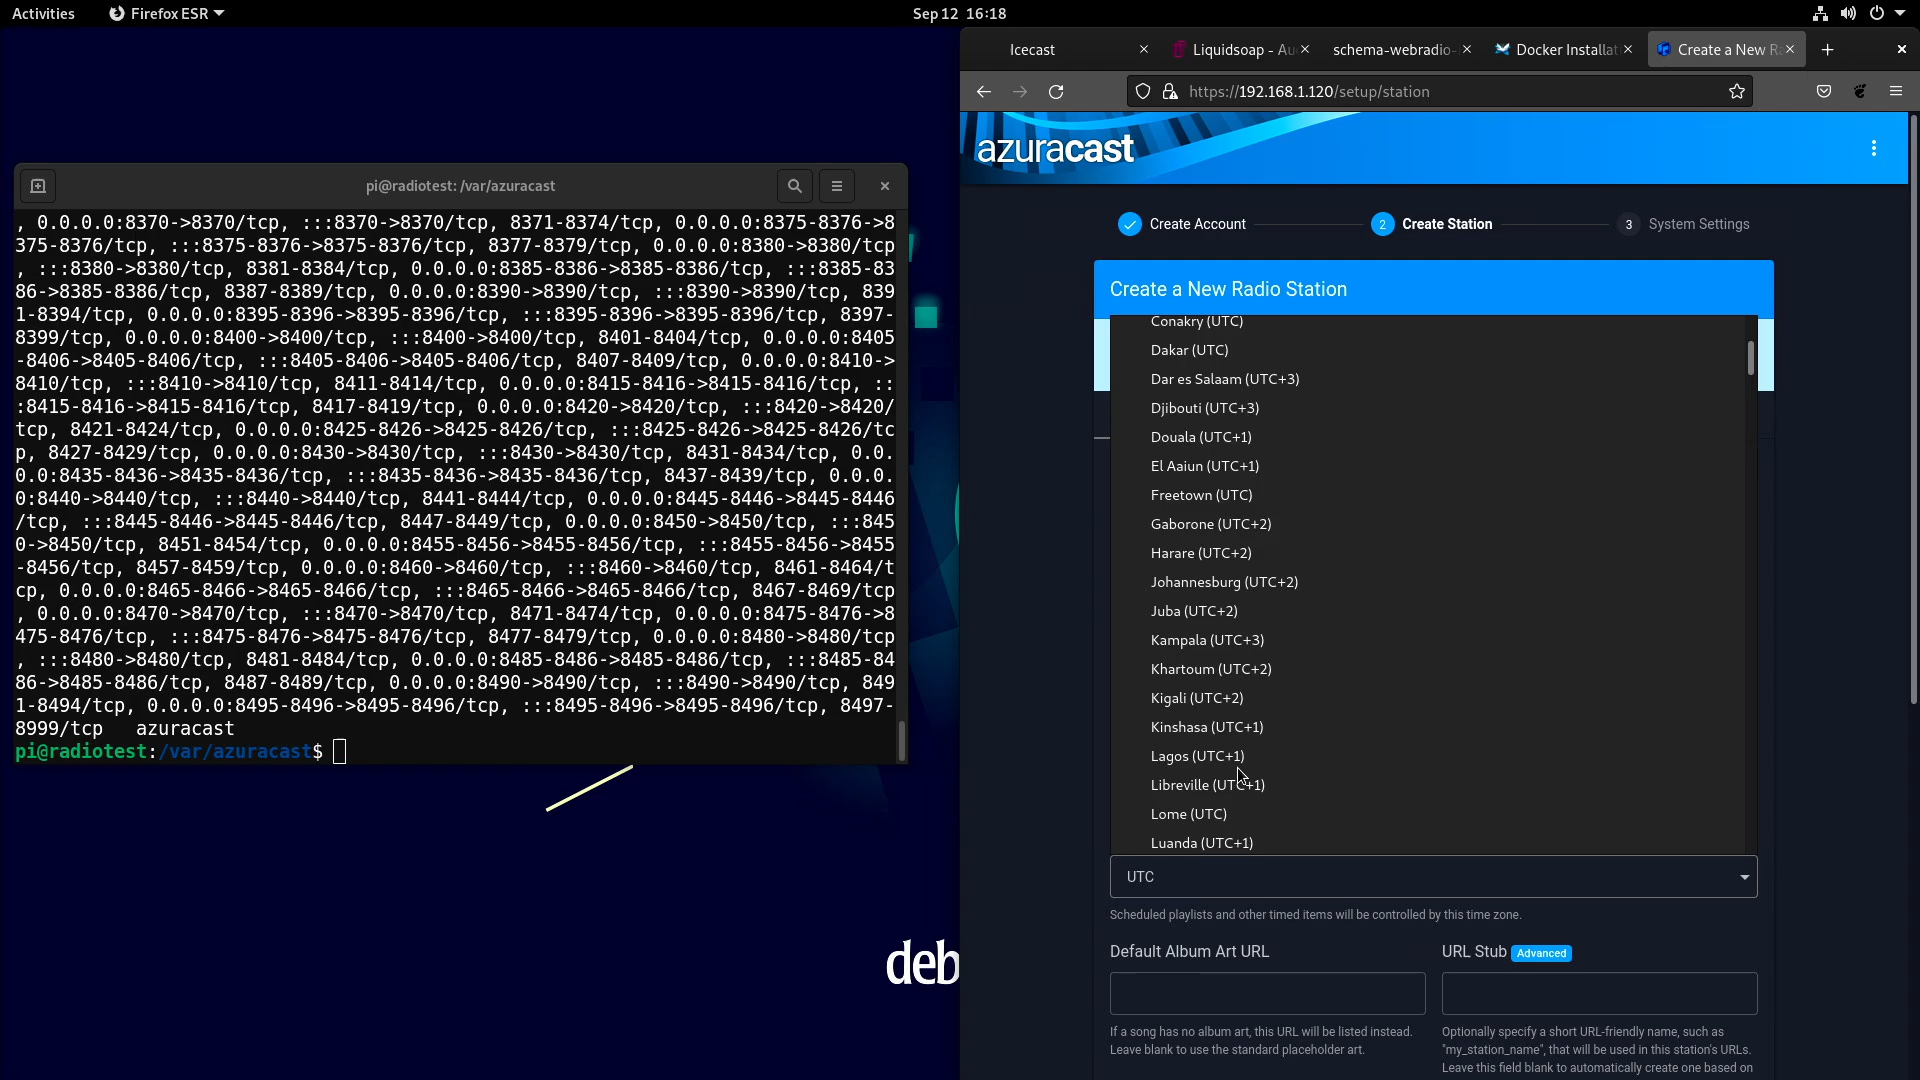 Activities
Firefox ESR
Sep 12 16:18
pi@radiotest: /var/azuracast
, 0.0.0.0:8370->8370/tcp, :::8370->8370/tcp, 8371-8374/tcp, 0.0.0.0:8375-8376->8
375-8376/tcp, :::8375-8376->8375-8376/tcp, 8377-8379/tcp, 0.0.0.0:8380->8380/tcp
, :::8380->8380/tcp, 8381-8384/tcp, 0.0.0.0:8385-8386->8385-8386/tcp, :::8385-83
86->8385-8386/tcp, 8387-8389/tcp, 0.0.0.0:8390->8390/tcp, :::8390->8390/tcp, 839
1-8394/tcp, 0.0.0.0:8395-8396->8395-8396/tcp, :::8395-8396->8395-8396/tcp, 8397-
8399/tcp, 0.0.0.0:8400->8400/tcp, :::8400->8400/tcp, 8401-8404/tcp, 0.0.0.0:8405
-8406->8405-8406/tcp, :::8405-8406->8405-8406/tcp, 8407-8409/tcp, 0.0.0.0:8410->
8410/tcp, :::8410->8410/tcp, 8411-8414/tcp, 0.0.0.0:8415-8416->8415-8416/tcp, ::
:8415-8416->8415-8416/tcp, 8417-8419/tcp, 0.0.0.0:8420->8420/tcp, :::8420->8420/
tcp, 8421-8424/tcp, 0.0.0.0:8425-8426->8425-8426/tcp, :::8425-8426->8425-8426/tc
p, 8427-8429/tcp, 0.0.0.0:8430->8430/tcp, :::8430->8430/tcp, 8431-8434/tcp, 0.0.
0.0:8435-8436->8435-8436/tcp, :::8435-8436->8435-8436/tcp, 8437-8439/tcp, 0.0.0.
0:8440->8440/tcp, :::8440->8440/tcp, 8441-8444/tcp, 0.0.0.0:8445-8446->8445-8446
/tcp, :::8445-8446->8445-8446/tcp, 8447-8449/tcp, 0.0.0.0:8450->8450/tcp, :::845
0->8450/tcp, 8451-8454/tcp, 0.0.0.0:8455-8456->8455-8456/tcp, :::8455-8456->8455
-8456/tcp, 8457-8459/tcp, 0.0.0.0:8460->8460/tcp, :::8460->8460/tcp, 8461-8464/t
cp, 0.0.0.0:8465-8466->8465-8466/tcp, :::8465-8466->8465-8466/tcp, 8467-8469/tcp
, 0.0.0.0:8470->8470/tcp, :::8470->8470/tcp, 8471-8474/tcp, 0.0.0.0:8475-8476->8
475-8476/tcp, :::8475-8476->8475-8476/tcp, 8477-8479/tcp, 0.0.0.0:8480->8480/tcp
, :::8480->8480/tcp, 8481-8484/tcp, 0.0.0.0:8485-8486->8485-8486/tcp, :::8485-84
86->8485-8486/tcp, 8487-8489/tcp, 0.0.0.0:8490->8490/tcp, :::8490->8490/tcp, 849
1-8494/tcp, 0.0.0.0:8495-8496->8495-8496/tcp, :::8495-8496->8495-8496/tcp, 8497-
8999/tcp   azuracast
pi@radiotest:/var/azuracast$
deb
Icecast
Liquidsoap - Au
schema-webradio-
Docker Installat
Create a New Ra
https://192.168.1.120/setup/station
azuracast
Create Account
2 Create Station
3 System Settings
Create a New Radio Station
Conakry (UTC)
Dakar (UTC)
Dar es Salaam (UTC+3)
Djibouti (UTC+3)
Douala (UTC+1)
El Aaiun (UTC+1)
Freetown (UTC)
Gaborone (UTC+2)
Harare (UTC+2)
Johannesburg (UTC+2)
Juba (UTC+2)
Kampala (UTC+3)
Khartoum (UTC+2)
Kigali (UTC+2)
Kinshasa (UTC+1)
Lagos (UTC+1)
Libreville (UTC+1)
Lome (UTC)
Luanda (UTC+1)
UTC
Scheduled playlists and other timed items will be controlled by this time zone.
Default Album Art URL
If a song has no album art, this URL will be listed instead.
Leave blank to use the standard placeholder art.
URL Stub Advanced
Optionally specify a short URL-friendly name, such as
"my_station_name", that will be used in this station's URLs.
Leave this field blank to automatically create one based on